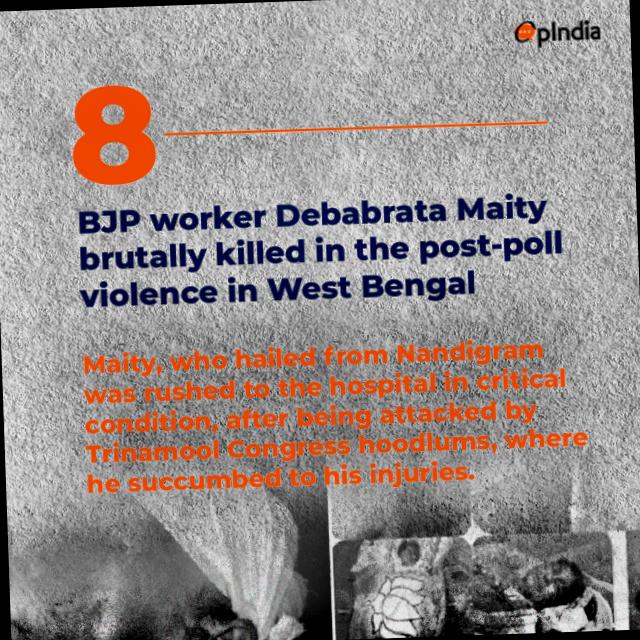 OpIndia
8
BJP worker Debabrata Maity
brutally killed in the post-poll
violence in West Bengal
Maity, who hailed from Nandigram
was rushed to the hospital in critical
condition, after being attacked by
Trinamool Congress hoodlums, where
he succumbed to his injuries.